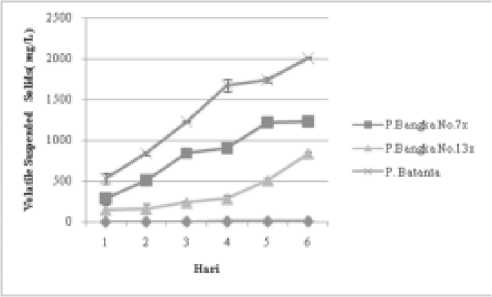 Volatile Suspended Solids(mg/L)
2500
2000
1500
1000
500
0
1 2 3 4 5 6
Hari
P.Bangka No.7x
P.Bangka No.13x
P. Batanta